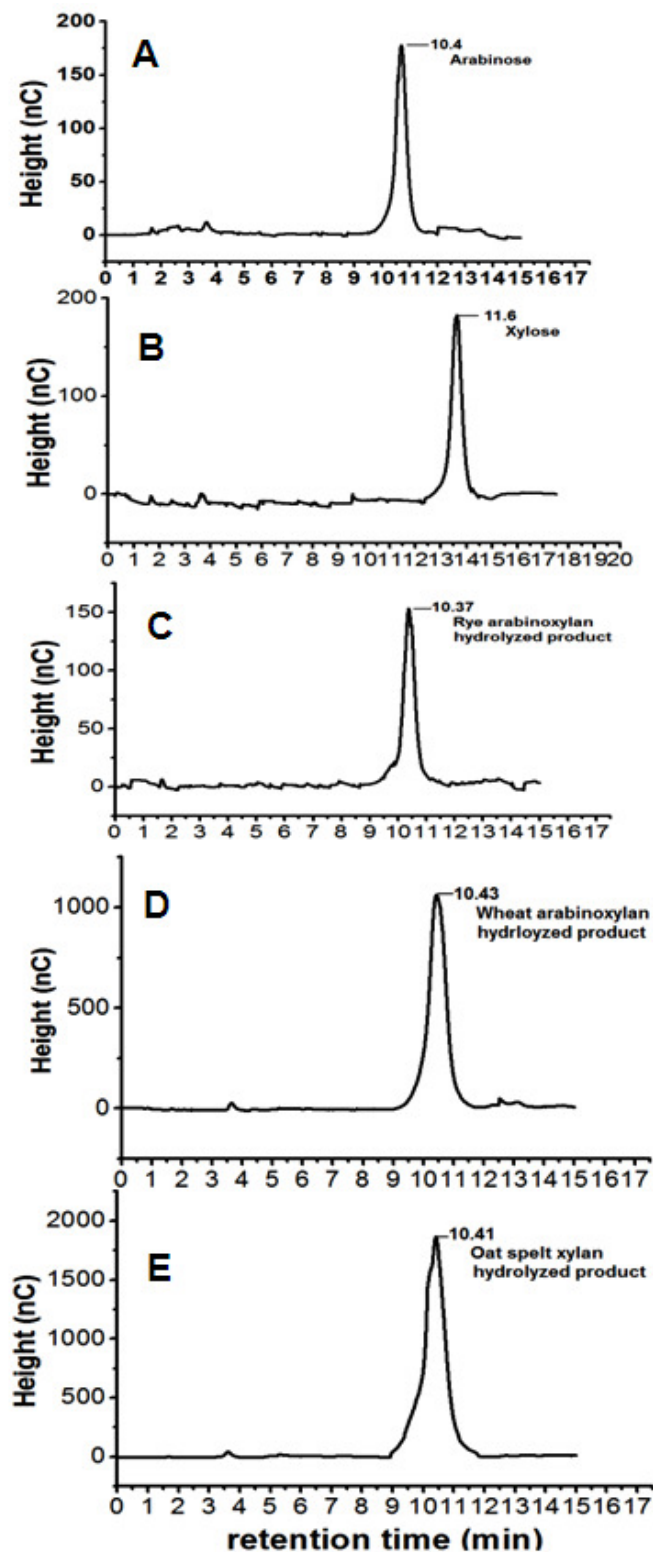 A
Height (nC)
200
150
100
50
0
10.4
Arabinose
0 1 2 3 4 5 6 7 8 9 10 11 12 13 14 15 16 17
B
Height (nC)
200
100
0
11.6
Xylose
0 1 2 3 4 5 6 7 8 9 10 11 12 13 14 15 16 17 18 19 20
C
Height (nC)
150
100
50
0
10.37
Rye arabinoxylan
hydrolyzed product
0 1 2 3 4 5 6 7 8 9 10 11 12 13 14 15 16 17
D
Height (nC)
1000
500
0
10.43
Wheat arabinoxylan
hydrloyzed product
0 1 2 3 4 5 6 7 8 9 10 11 12 13 14 15 16 17
E
Height (nC)
2000
1500
1000
500
0
10.41
Oat spelt xylan
hydrolyzed product
0 1 2 3 4 5 6 7 8 9 10 11 12 13 14 15 16 17
retention time (min)